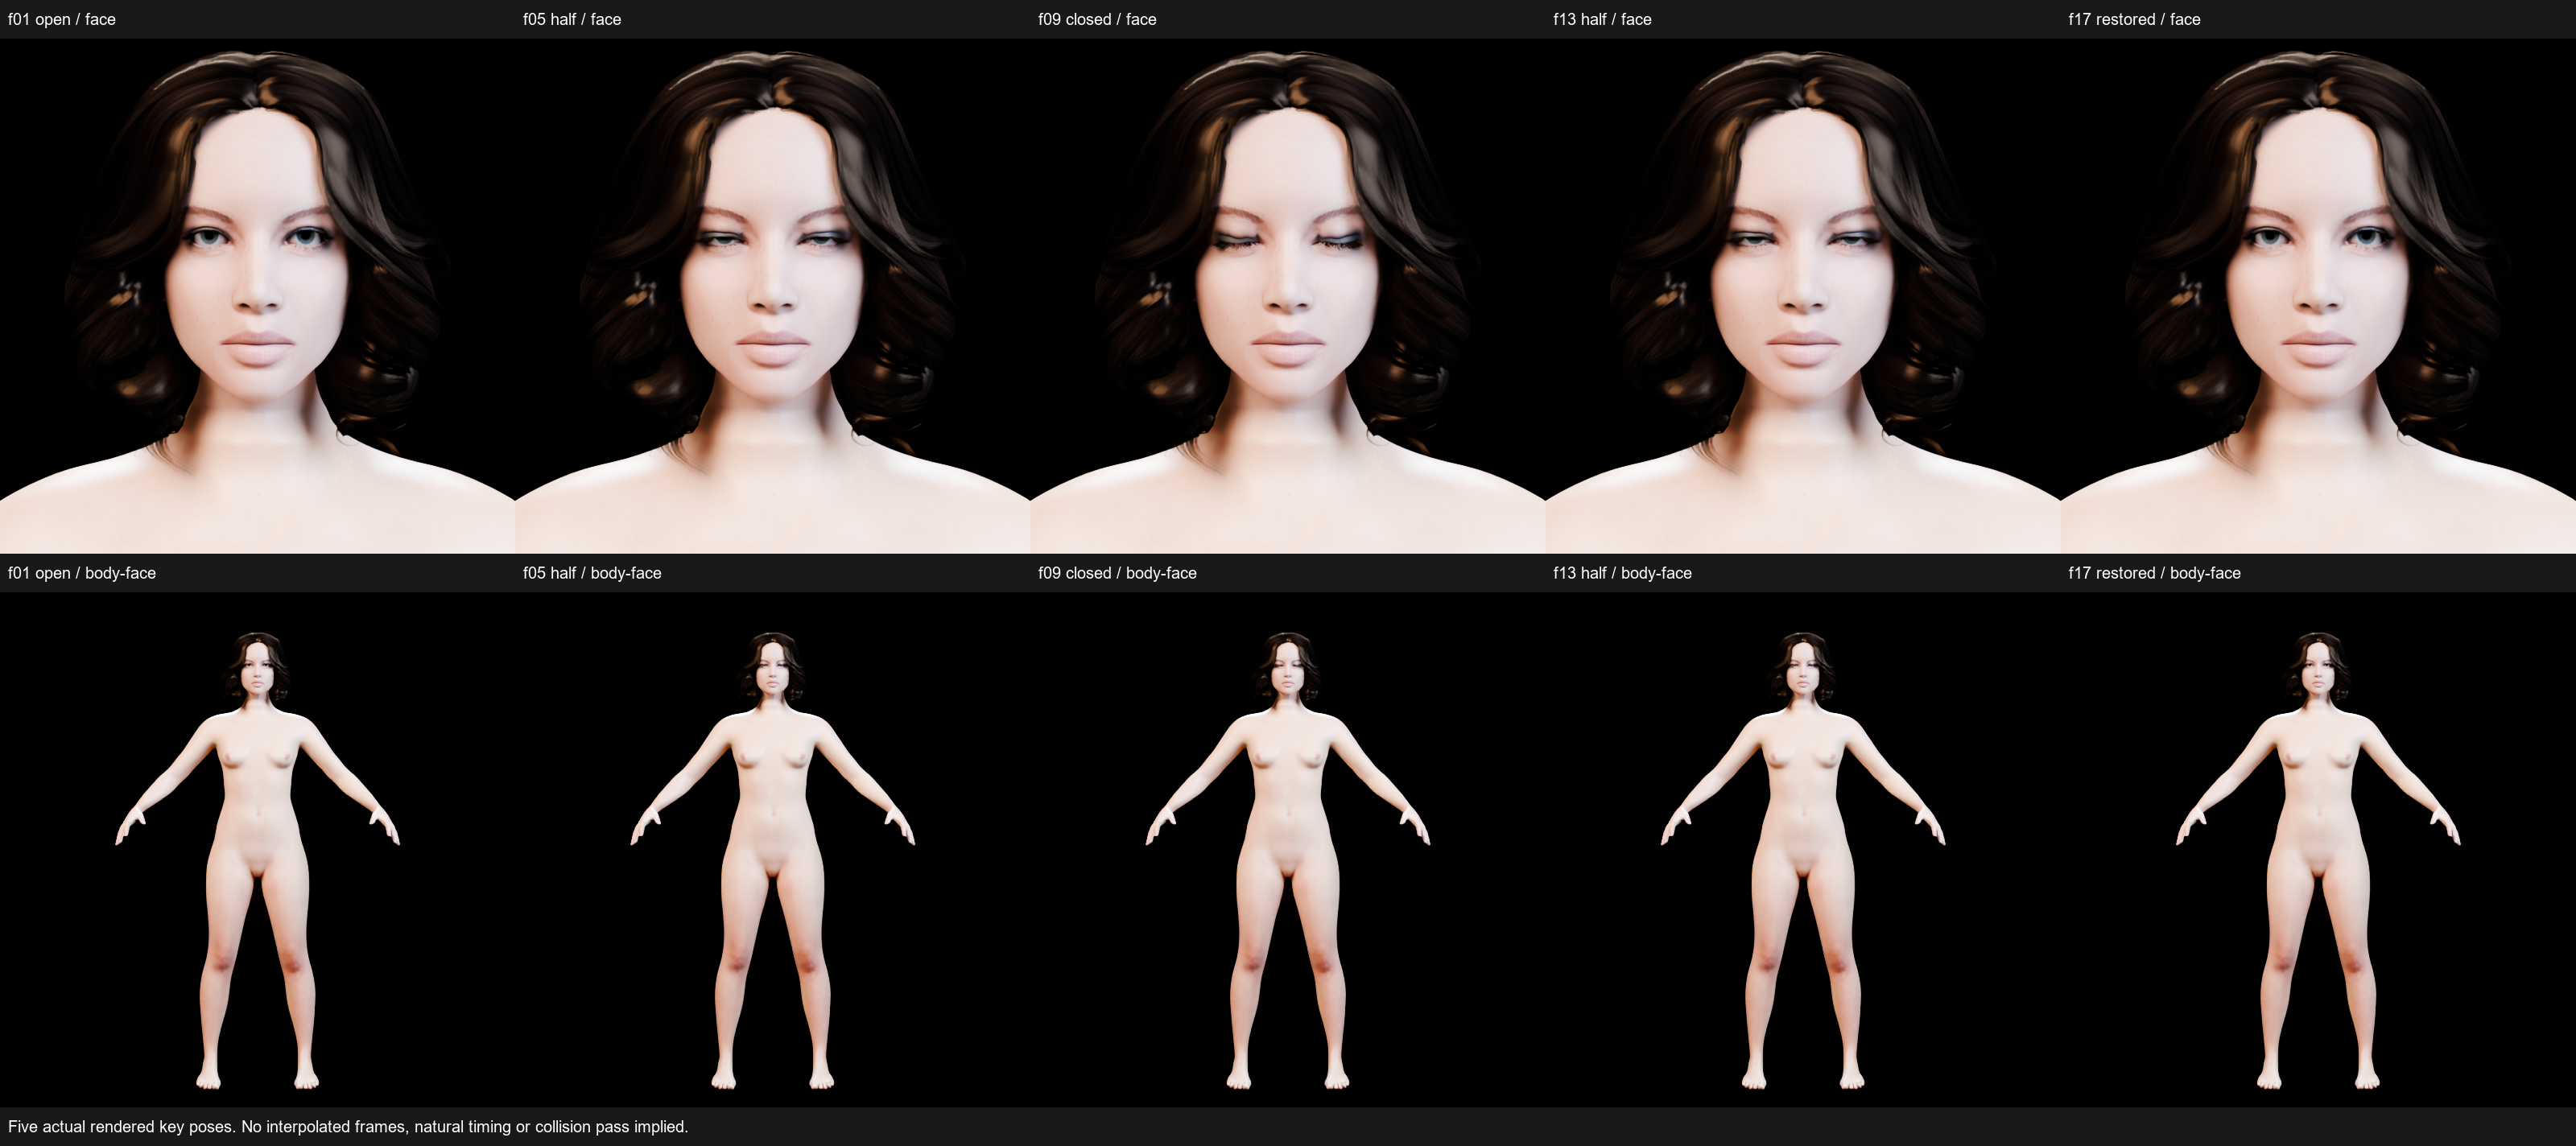 f01 open / face
f05 half / face
f09 closed / face
f13 half / face
f17 restored / face
f01 open / body-face
f05 half / body-face
f09 closed / body-face
f13 half / body-face
f17 restored / body-face
Five actual rendered key poses. No interpolated frames, natural timing or collision pass implied.